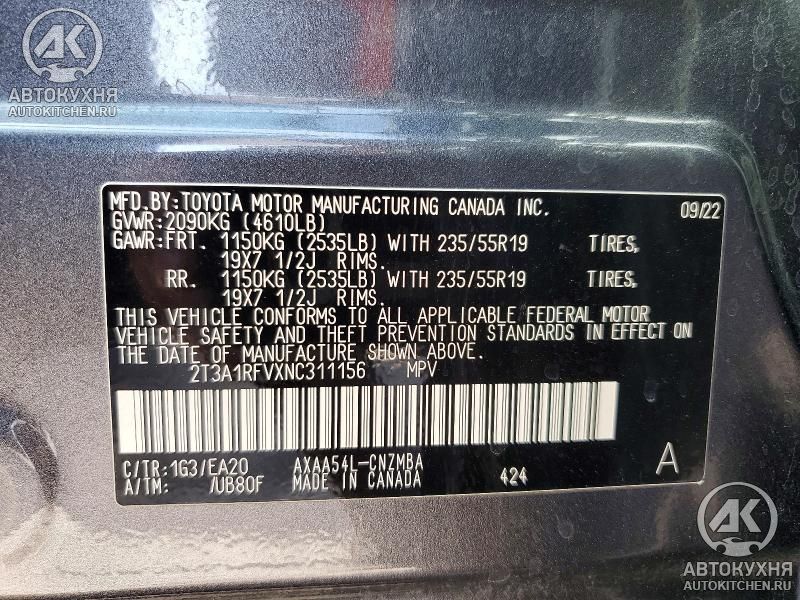 AK
АВТОКУХНЯ
AUTOKITCHEN.RU
MFD.BY:TOYOTA MOTOR MANUFACTURING CANADA INC. 09/22
GVWR:2090KG (4610LB)
GAWR:FRT. 1150KG (2535LB) WITH 235/55R19 TIRES,
19X7 1/2J RIMS.
RR. 1150KG (2535LB) WITH 235/55R19 TIRES,
19X7 1/2J RIMS.
THIS VEHICLE CONFORMS TO ALL APPLICABLE FEDERAL MOTOR
VEHICLE SAFETY AND THEFT PREVENTION STANDARDS IN EFFECT ON
THE DATE OF MANUFACTURE SHOWN ABOVE.
2T3A1RFVXNC311156 MPV
C/TR:1G3/EA20 AXAA54L-CNZMBA A
A/TM: /UB80F MADE IN CANADA 424
AK
АВТОКУХНЯ
AUTOKITCHEN.RU